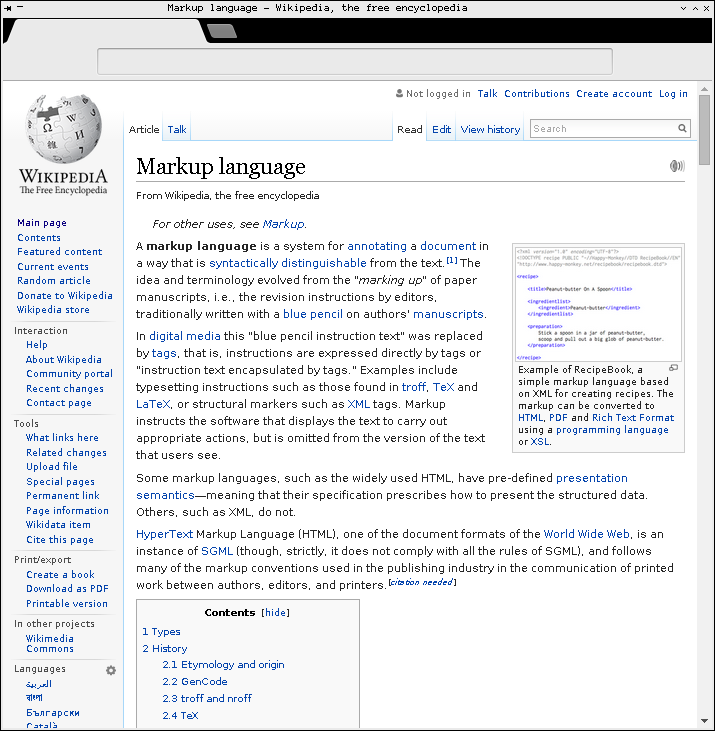 Markup language - Wikipedia, the free encyclopedia
Not logged in Talk Contributions Create account Log in
Article Talk Read Edit View history Search
WIKIPEDIA
The Free Encyclopedia
Markup language
From Wikipedia, the free encyclopedia
For other uses, see Markup.
A markup language is a system for annotating a document in
a way that is syntactically distinguishable from the text.[1] The
idea and terminology evolved from the "marking up" of paper
manuscripts, i.e., the revision instructions by editors,
traditionally written with a blue pencil on authors' manuscripts.
In digital media this "blue pencil instruction text" was replaced
by tags, that is, instructions are expressed directly by tags or
"instruction text encapsulated by tags." Examples include
typesetting instructions such as those found in troff, TeX and
LaTeX, or structural markers such as XML tags. Markup
instructs the software that displays the text to carry out
appropriate actions, but is omitted from the version of the text
that users see.
Some markup languages, such as the widely used HTML, have pre-defined presentation
semantics—meaning that their specification prescribes how to present the structured data.
Others, such as XML, do not.
HyperText Markup Language (HTML), one of the document formats of the World Wide Web, is an
instance of SGML (though, strictly, it does not comply with all the rules of SGML), and follows
many of the markup conventions used in the publishing industry in the communication of printed
work between authors, editors, and printers.[citation needed]
<?xml version="1.0" encoding="UTF-8"?>
<!DOCTYPE recipe PUBLIC "-//Happy-Monkey//DTD RecipeBook//EN"
"http://www.happy-monkey.net/recipebook/recipebook.dtd">
<recipe>
<title>Peanut-butter On A Spoon</title>
<ingredientlist>
<ingredient>Peanut-butter</ingredient>
</ingredientlist>
<preparation>
Stick a spoon in a jar of peanut-butter,
scoop and pull out a big glob of peanut-butter.
</preparation>
</recipe>
Example of RecipeBook, a
simple markup language based
on XML for creating recipes. The
markup can be converted to
HTML, PDF and Rich Text Format
using a programming language
or XSL.
Contents [hide]
1 Types
2 History
2.1 Etymology and origin
2.2 GenCode
2.3 troff and nroff
2.4 TeX
Main page
Contents
Featured content
Current events
Random article
Donate to Wikipedia
Wikipedia store
Interaction
Help
About Wikipedia
Community portal
Recent changes
Contact page
Tools
What links here
Related changes
Upload file
Special pages
Permanent link
Page information
Wikidata item
Cite this page
Print/export
Create a book
Download as PDF
Printable version
In other projects
Wikimedia
Commons
Languages
العربية
বাংলা
Български
Català